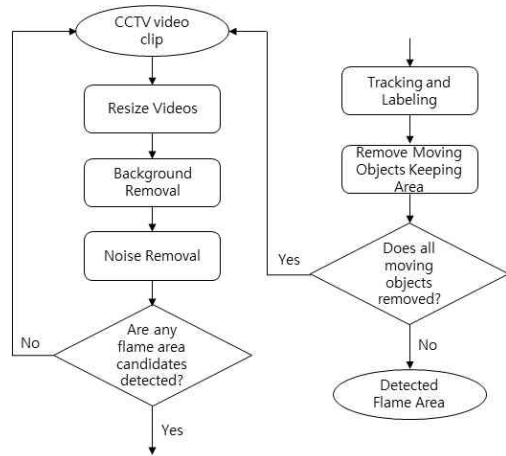 CCTV video
clip
Resize Videos
Background
Removal
Noise Removal
No
Are any
flame area
candidates
detected?
Yes
Tracking and
Labeling
Remove Moving
Objects Keeping
Area
Yes
Does all
moving
objects
removed?
No
Detected
Flame Area